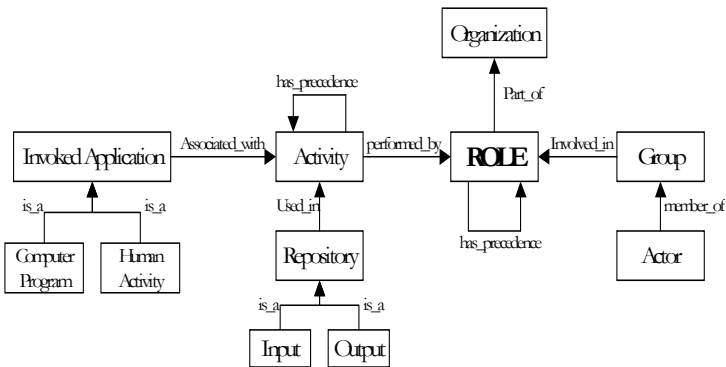 Organization
has_precedence
Part_of
Invoked Application
Associated_with
Activity
performed_by
ROLE
Involved_in
Group
is_a
is_a
Used_in
has_precedence
member_of
Computer
Program
Human
Activity
Repository
Actor
is_a
is_a
Input
Output